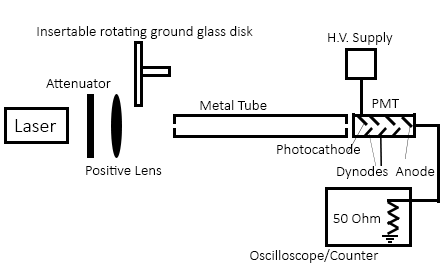 Insertable rotating ground glass disk
H.V. Supply
Attenuator
Metal Tube
PMT
Laser
Photocathode
Positive Lens
Dynodes
Anode
50 Ohm
Oscilloscope/Counter